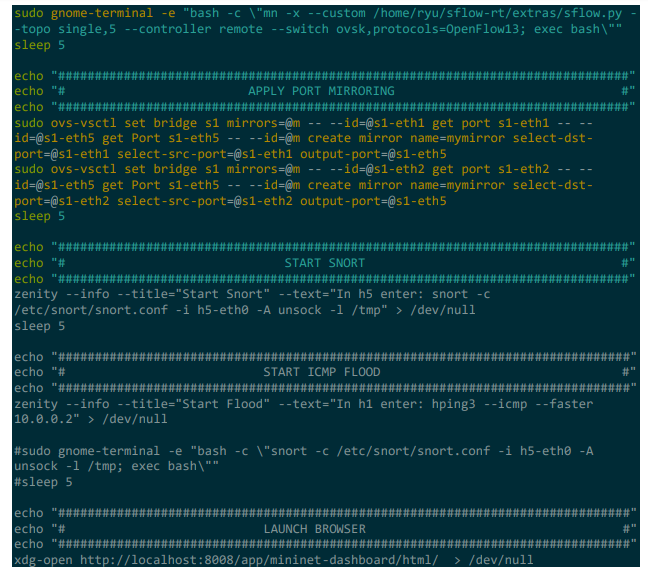 sudo gnome-terminal -e "bash -c \"mn -x --custom /home/ryu/sflow-rt/extras/sflow.py -
-topo single,5 --controller remote --switch ovsk,protocols=OpenFlow13; exec bash\""
sleep 5
echo "##############################################################################"
echo "#                         APPLY PORT MIRRORING                               #"
echo "##############################################################################"
sudo ovs-vsctl set bridge s1 mirrors=@m -- --id=@s1-eth1 get port s1-eth1 -- --
id=@s1-eth5 get Port s1-eth5 -- --id=@m create mirror name=mymirror select-dst-
port=@s1-eth1 select-src-port=@s1-eth1 output-port=@s1-eth5
sudo ovs-vsctl set bridge s1 mirrors=@m -- --id=@s1-eth2 get port s1-eth2 -- --
id=@s1-eth5 get Port s1-eth5 -- --id=@m create mirror name=mymirror select-dst-
port=@s1-eth2 select-src-port=@s1-eth2 output-port=@s1-eth5
sleep 5
echo "##############################################################################"
echo "#                              START SNORT                                   #"
echo "##############################################################################"
zenity --info --title="Start Snort" --text="In h5 enter: snort -c
/etc/snort/snort.conf -i h5-eth0 -A unsock -l /tmp" > /dev/null
sleep 5
echo "##############################################################################"
echo "#                           START ICMP FLOOD                                 #"
echo "##############################################################################"
zenity --info --title="Start Flood" --text="In h1 enter: hping3 --icmp --faster
10.0.0.2" > /dev/null
#sudo gnome-terminal -e "bash -c \"snort -c /etc/snort/snort.conf -i h5-eth0 -A
unsock -l /tmp; exec bash\""
#sleep 5
echo "##############################################################################"
echo "#                           LAUNCH BROWSER                                   #"
echo "##############################################################################"
xdg-open http://localhost:8008/app/mininet-dashboard/html/  > /dev/null